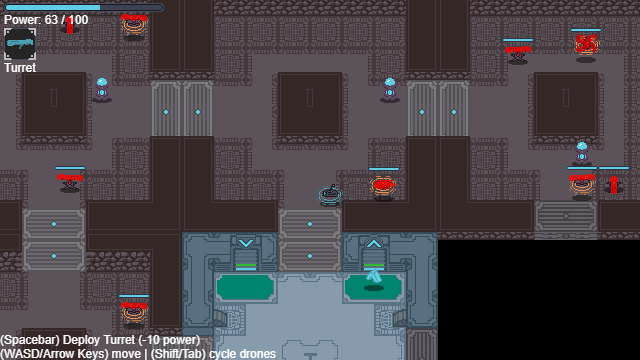 Power: 63 / 100
Turret
(Spacebar) Deploy Turret (-10 power)
(WASD/Arrow Keys) move | (Shift/Tab) cycle drones